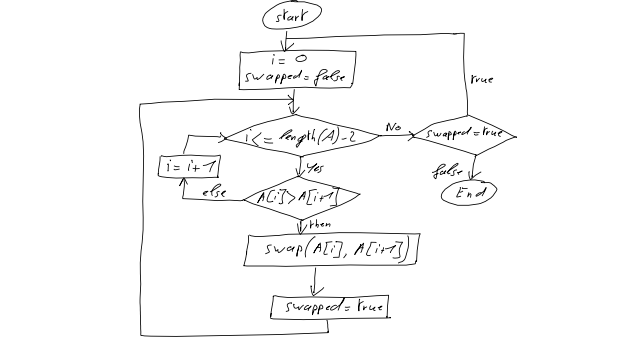 start
i = 0
swapped = false
i <= length(A) - 2
No
swapped = true
true
Yes
false
End
i = i + 1
else
A[i] > A[i+1]
then
swap(A[i], A[i+1])
swapped = true